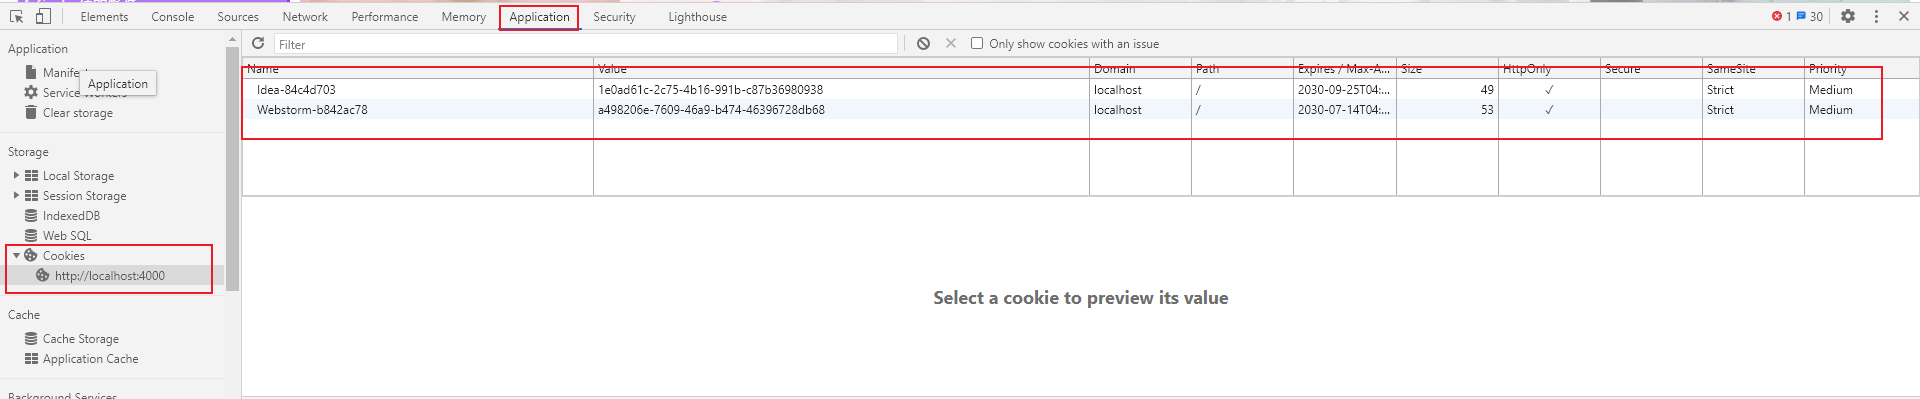 Elements Console Sources Network Performance Memory Application Security Lighthouse 1 30
Application
Manifest
Application
Service Workers
Clear storage
Storage
Local Storage
Session Storage
IndexedDB
Web SQL
Cookies
http://localhost:4000
Cache
Cache Storage
Application Cache
Background Services
Filter Only show cookies with an issue
Name Value Domain Path Expires / Max-A... Size HttpOnly Secure SameSite Priority
Idea-84c4d703 1e0ad61c-2c75-4b16-991b-c87b36980938 localhost / 2030-09-25T04:... 49 ✓ Strict Medium
Webstorm-b842ac78 a498206e-7609-46a9-b474-46396728db68 localhost / 2030-07-14T04:... 53 ✓ Strict Medium
Select a cookie to preview its value